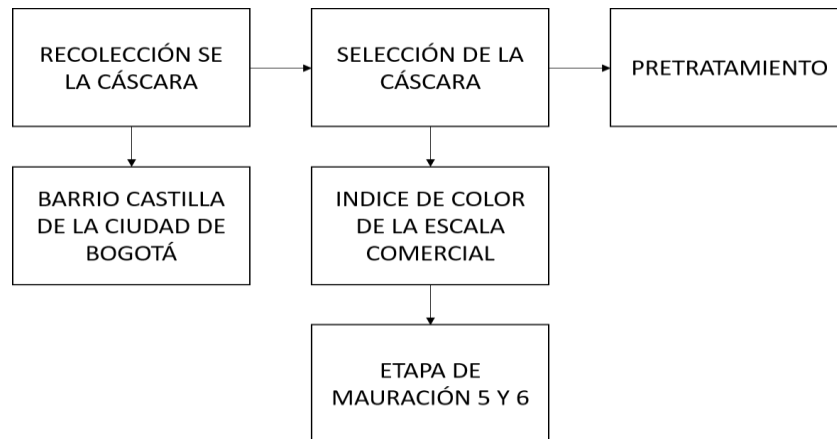 RECOLECCIÓN SE
LA CÁSCARA
SELECCIÓN DE LA
CÁSCARA
PRETRATAMIENTO
BARRIO CASTILLA
DE LA CIUDAD DE
BOGOTÁ
INDICE DE COLOR
DE LA ESCALA
COMERCIAL
ETAPA DE
MAURACIÓN 5 Y 6